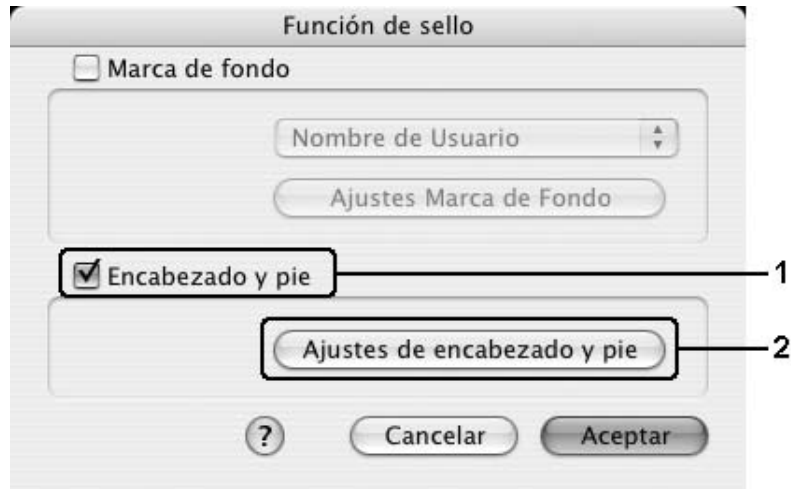 Función de sello
Marca de fondo
Nombre de Usuario
Ajustes Marca de Fondo
Encabezado y pie
1
Ajustes de encabezado y pie
2
?
Cancelar
Aceptar